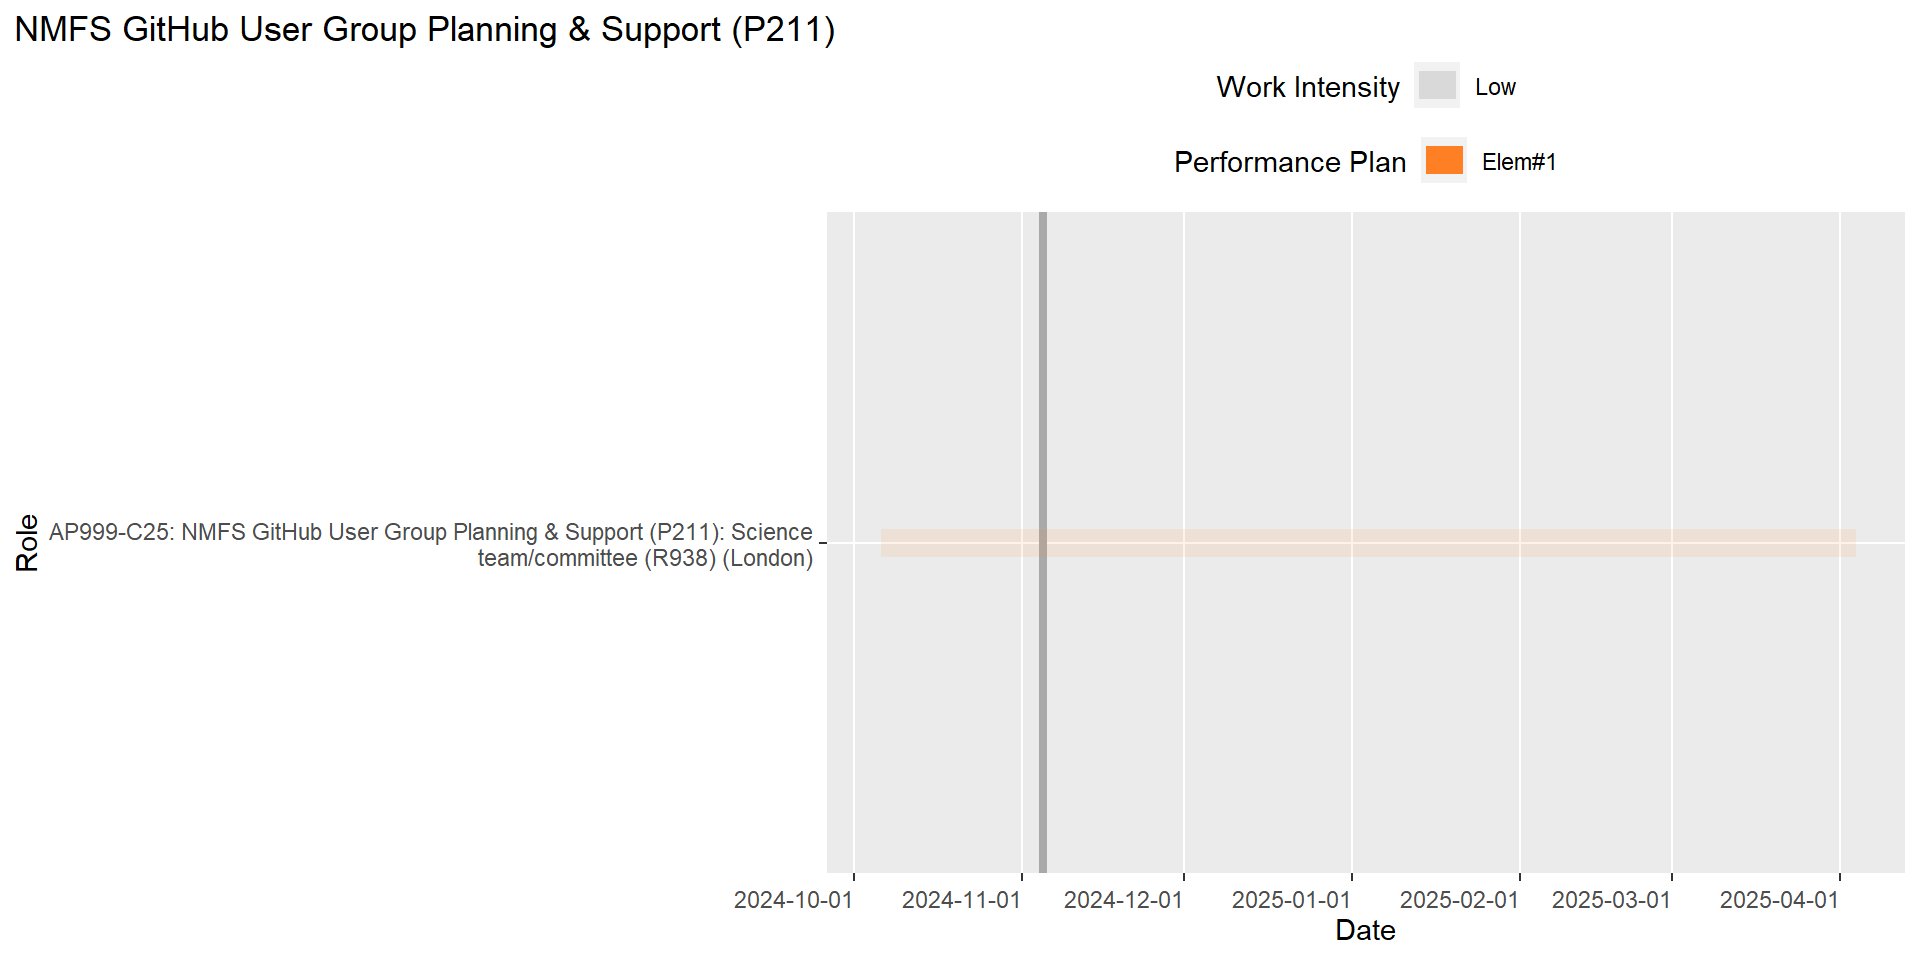 NMFS GitHub User Group Planning & Support (P211)
Work Intensity Low
Performance Plan Elem#1
Role
AP999-C25: NMFS GitHub User Group Planning & Support (P211): Science
team/committee (R938) (London)
2024-10-01 2024-11-01 2024-12-01 2025-01-01 2025-02-01 2025-03-01 2025-04-01
Date